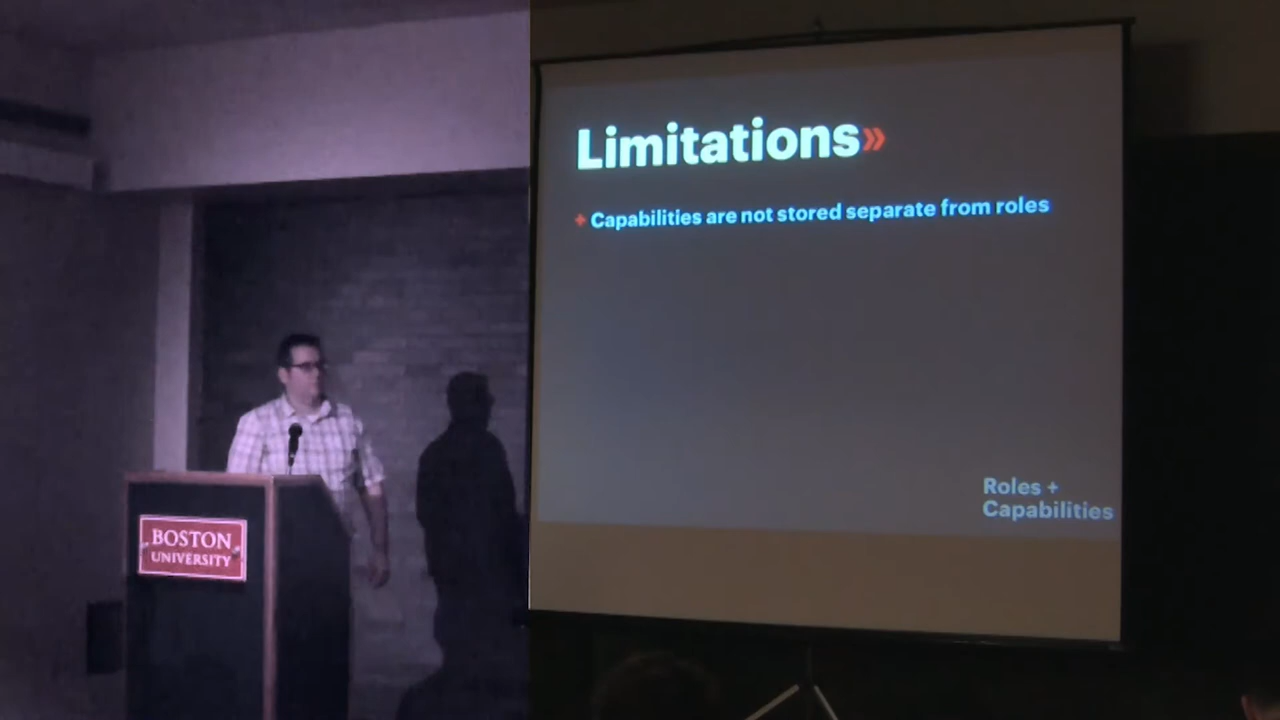 Limitations»
+ Capabilities are not stored separate from roles
Roles +
Capabilities
BOSTON
UNIVERSITY